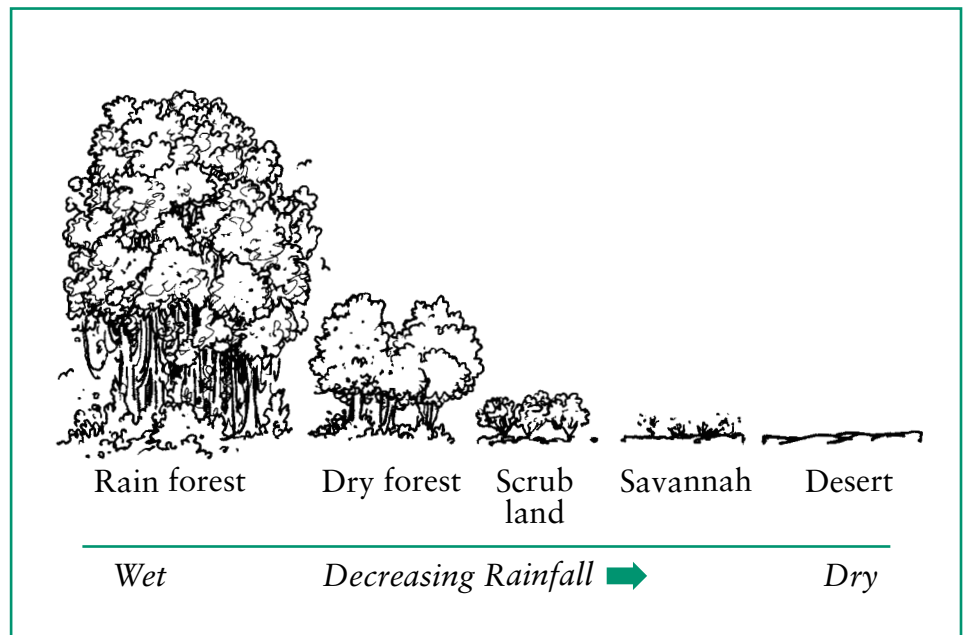 Rain forest Dry forest Scrub land Savannah Desert
Wet Decreasing Rainfall Dry